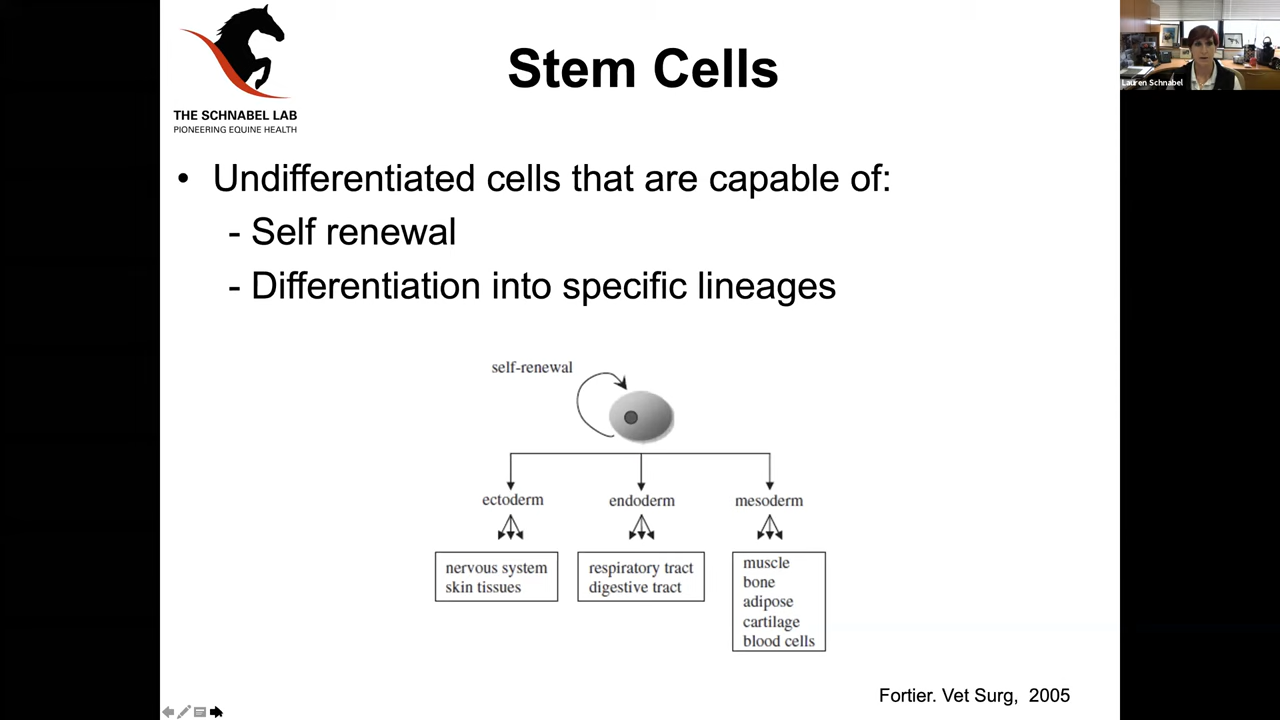 THE SCHNABEL LAB
PIONEERING EQUINE HEALTH
Stem Cells
Lauren Schnabel
• Undifferentiated cells that are capable of:
- Self renewal
- Differentiation into specific lineages
self-renewal
ectoderm
endoderm
mesoderm
nervous system
skin tissues
respiratory tract
digestive tract
muscle
bone
adipose
cartilage
blood cells
Fortier. Vet Surg, 2005